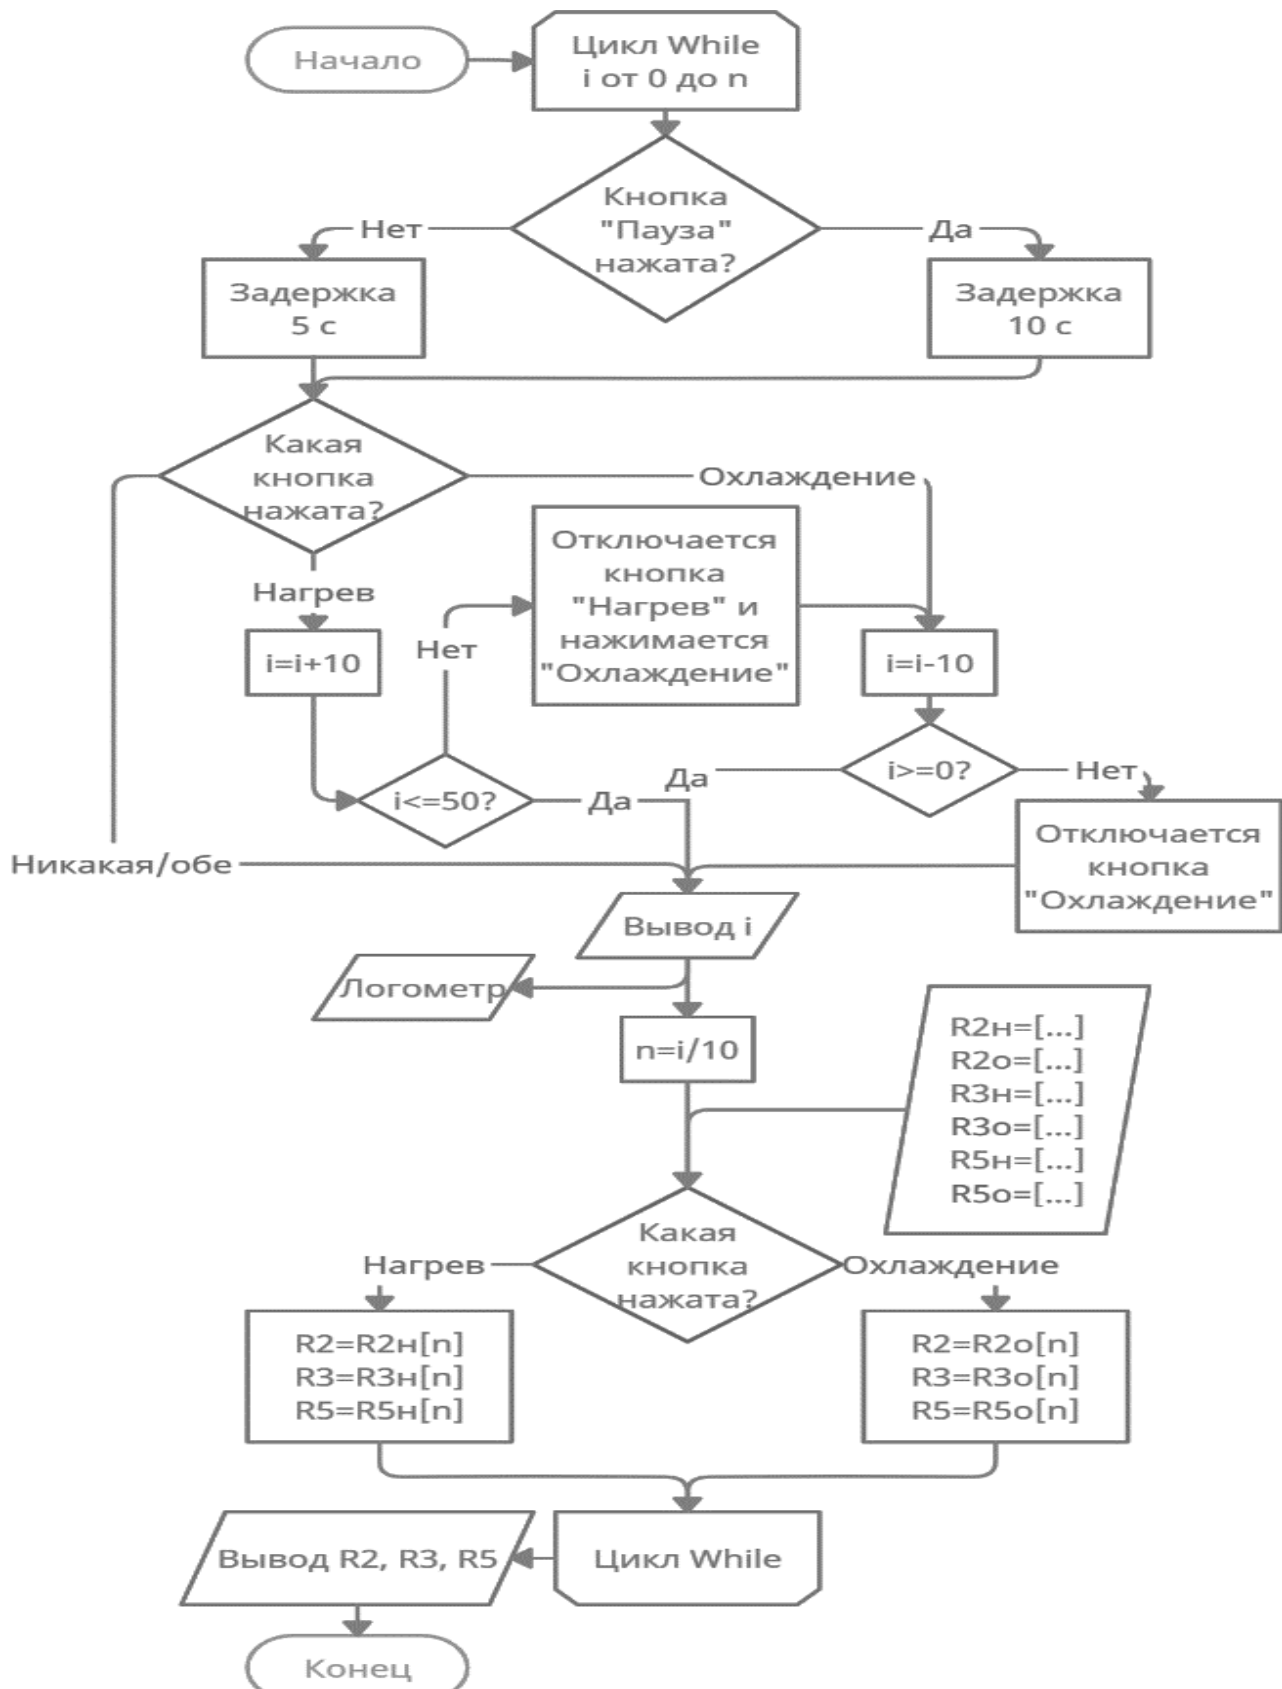 Начало
Цикл While
i от 0 до n
Кнопка
"Пауза"
нажата?
Нет
Да
Задержка
5 с
Задержка
10 с
Какая
кнопка
нажата?
Охлаждение
Отключается
кнопка
"Нагрев" и
нажимается
"Охлаждение"
Нагрев
Нет
i=i+10
i=i-10
i<=50?
Да
Да
i>=0?
Нет
Отключается
кнопка
"Охлаждение"
Никакая/обе
Вывод i
Логометр
n=i/10
R2н=[...]
R2о=[...]
R3н=[...]
R3о=[...]
R5н=[...]
R5о=[...]
Какая
кнопка
нажата?
Нагрев
Охлаждение
R2=R2н[n]
R3=R3н[n]
R5=R5н[n]
R2=R2о[n]
R3=R3о[n]
R5=R5о[n]
Вывод R2, R3, R5
Цикл While
Конец